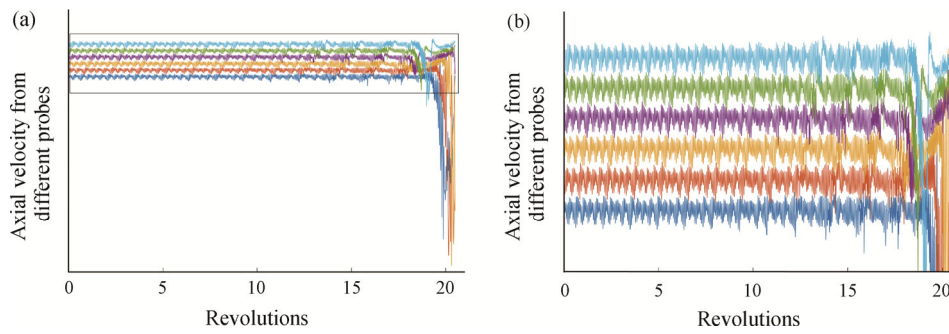 (a)
Axial velocity from
different probes
0 5 10 15 20
Revolutions
(b)
Axial velocity from
different probes
0 5 10 15 20
Revolutions